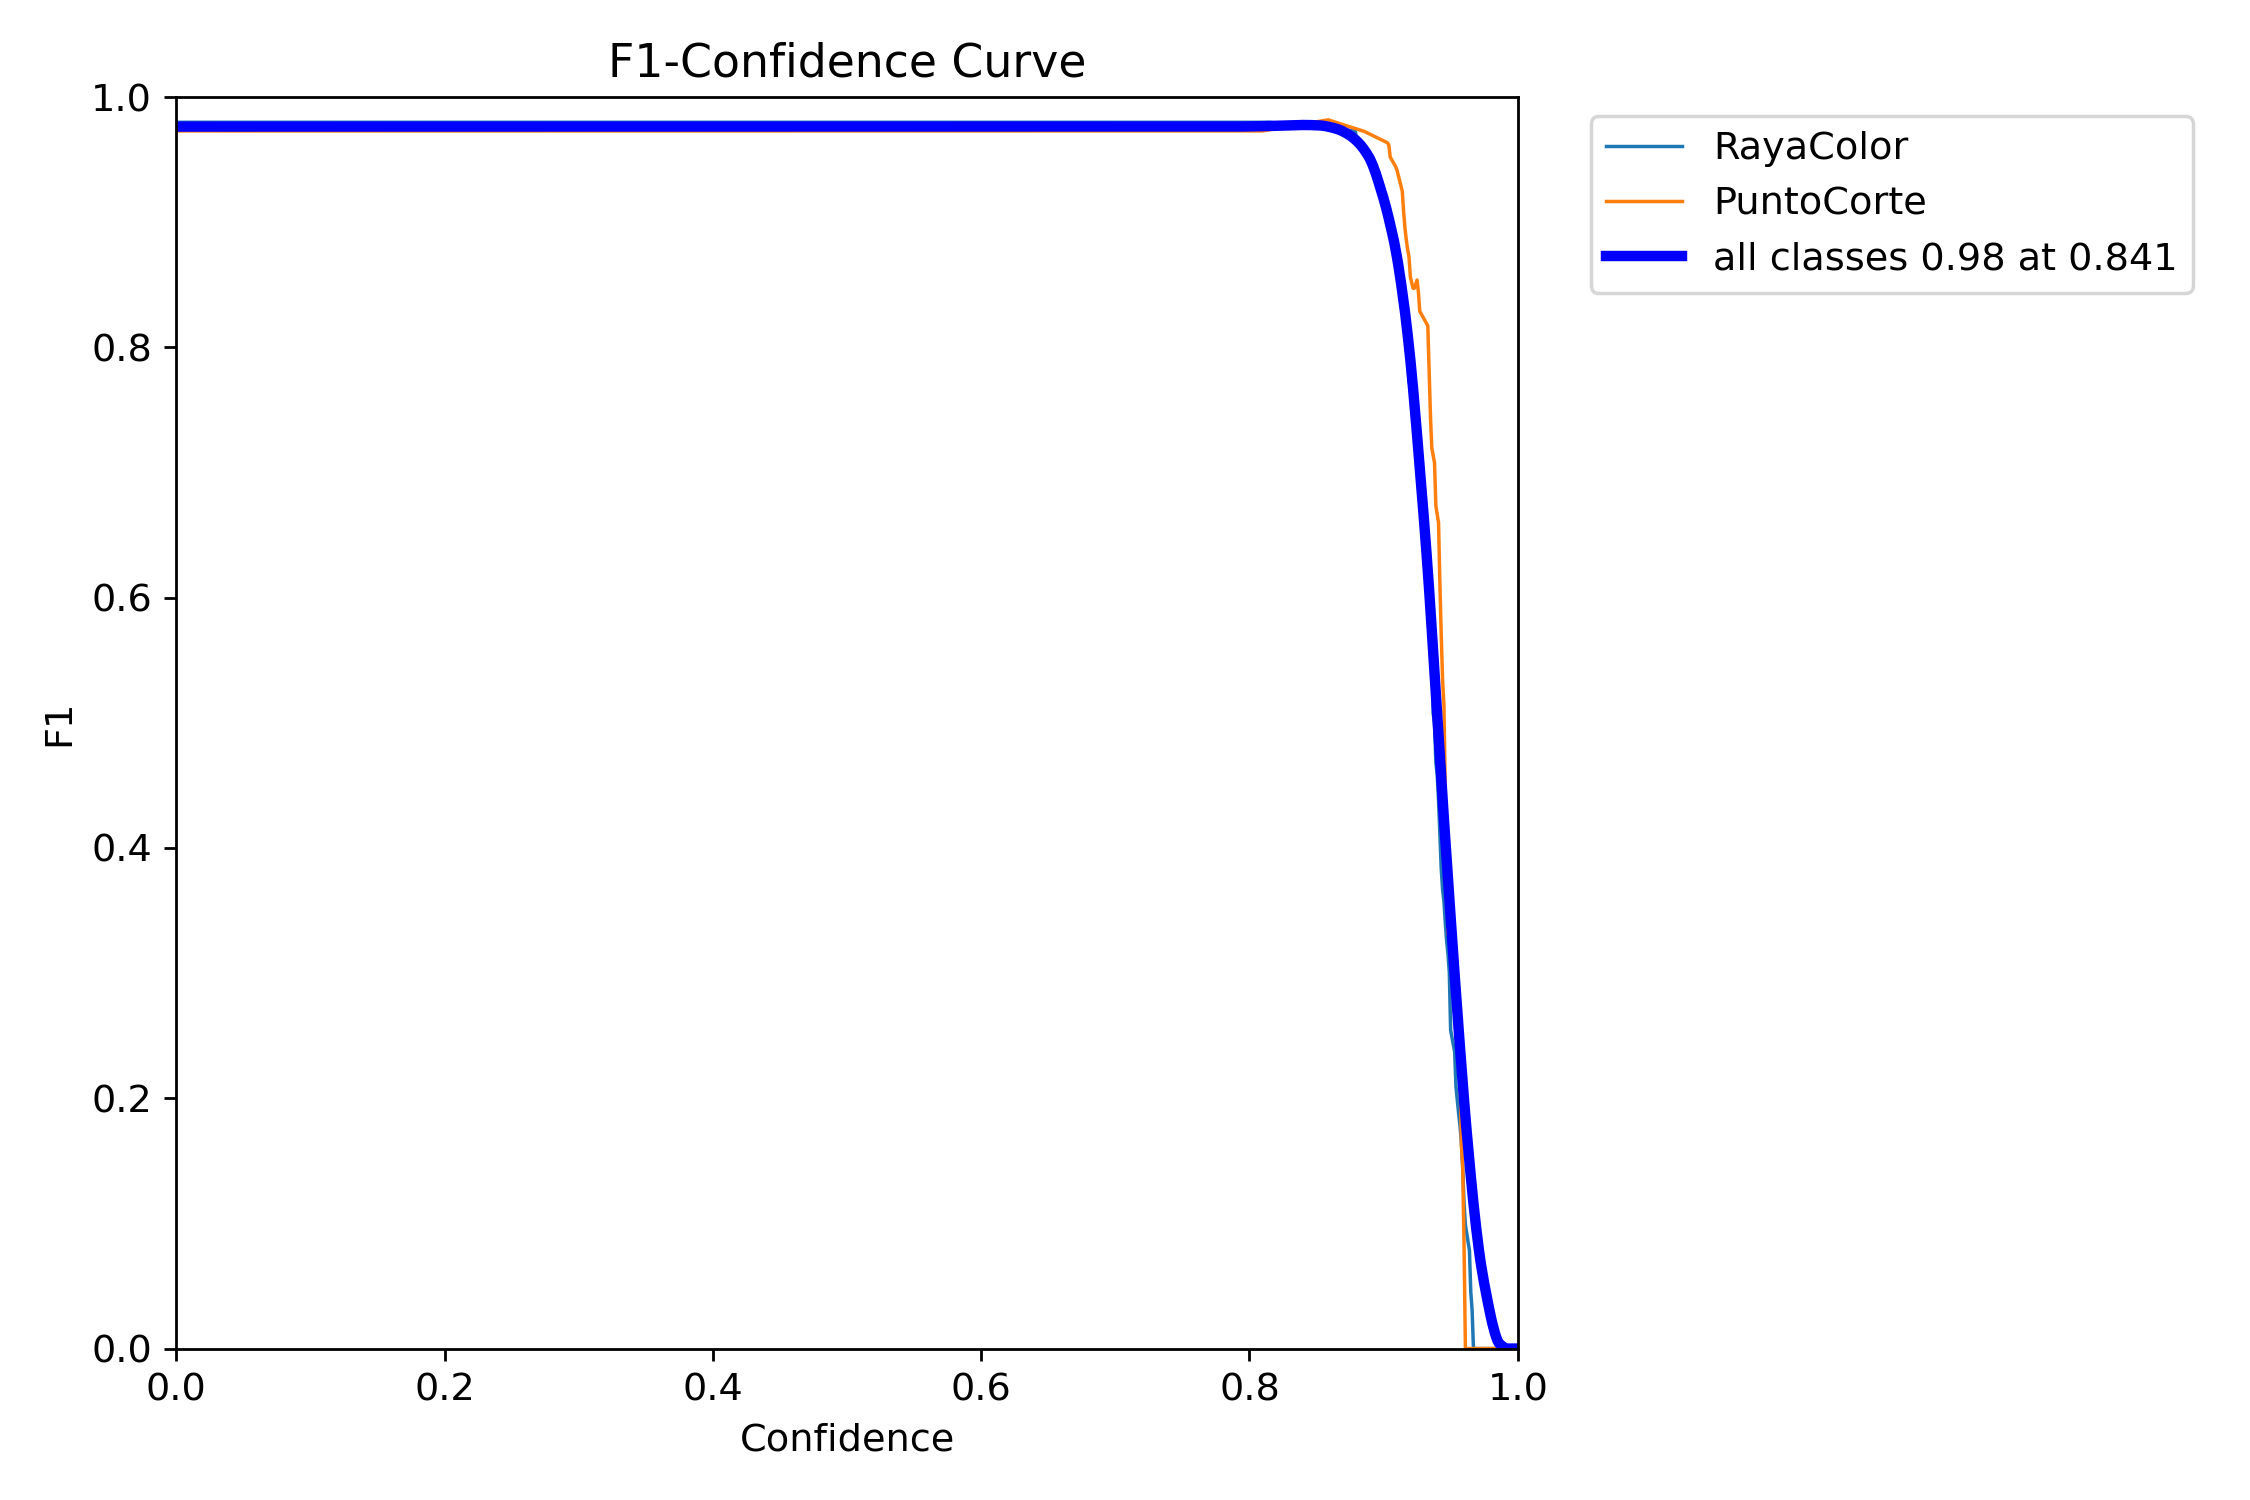 F1-Confidence Curve
1.0
0.8
0.6
0.4
0.2
0.0
F1
0.0 0.2 0.4 0.6 0.8 1.0
Confidence
RayaColor
PuntoCorte
all classes 0.98 at 0.841